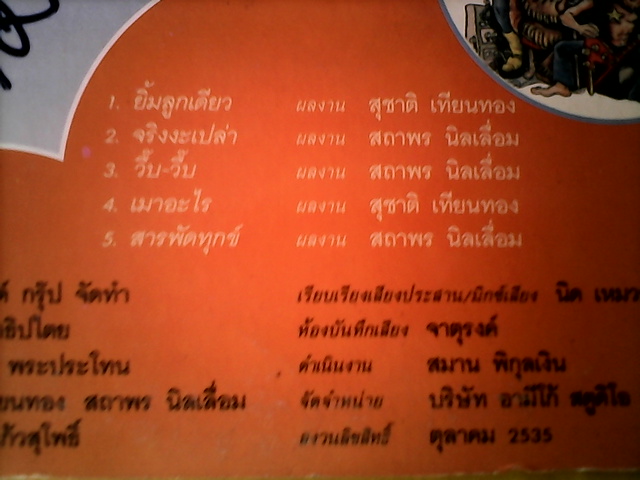 1. ยิ้มลูกเดียว ผลงาน สุชาติ เทียนทอง
2. จริงงะเปล่า ผลงาน สถาพร นิลเลื่อม
3. วี๊บ-วี๊บ ผลงาน สถาพร นิลเลื่อม
4. เมาอะไร ผลงาน สุชาติ เทียนทอง
5. สารพัดทุกข์ ผลงาน สถาพร นิลเลื่อม
กรุ๊ป จัดทำ เรียบเรียงเสียงประสาน/มิกซ์เสียง นิด
ห้องบันทึกเสียง จาตุรงค์
พระประโทน ดำเนินงาน สมาน พิกุลเงิน
สถาพร นิลเลื่อม จัดจำหน่าย บริษัท อามีโก้ สตูดิโอ
สงวนลิขสิทธิ์ ตุลาคม 2535